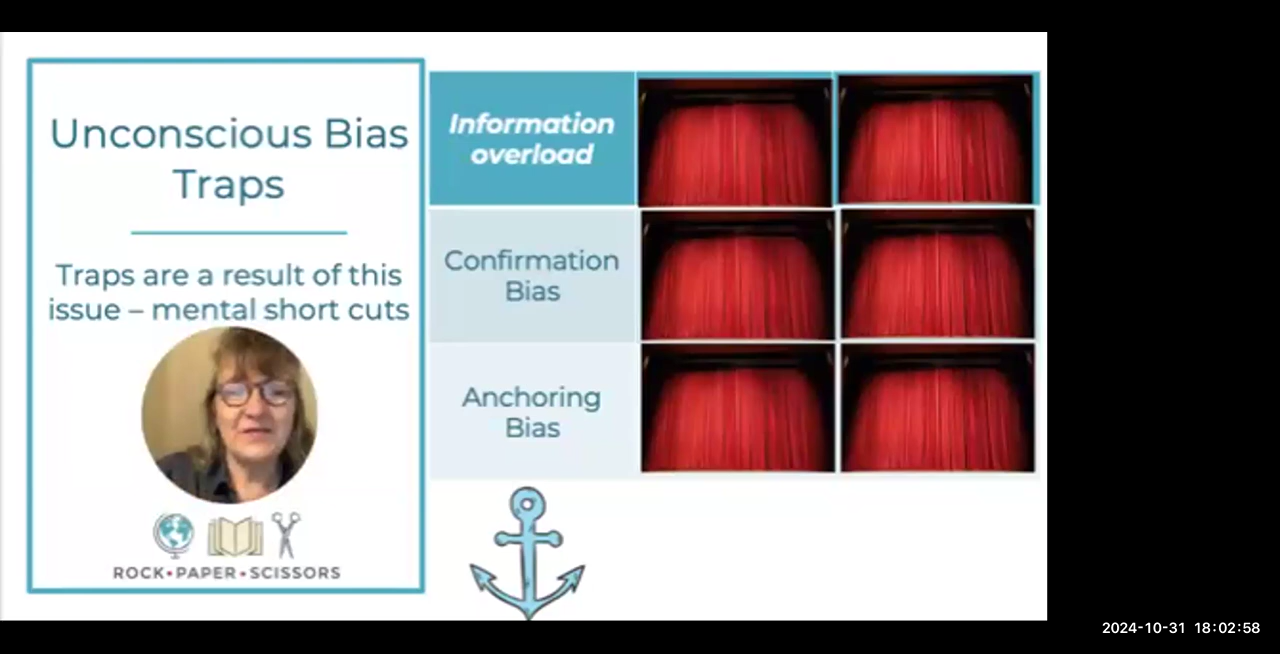 Unconscious Bias
Traps
Traps are a result of this
issue – mental short cuts
ROCK•PAPER•SCISSORS
Information
overload
Confirmation
Bias
Anchoring
Bias
2024-10-31 18:02:58